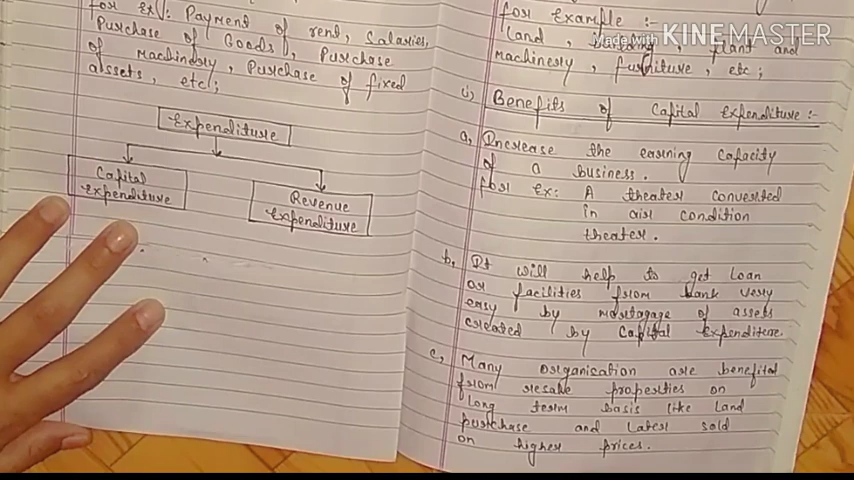 for ex: Payment of rend, Salaries,
Purchase of Goods, Purchase
of Machinery, Purchase of fixed
assets, etc;
Expenditure
Capital
Expenditure
Revenue
Expenditure
for Example :-
Land, plant and
machinery, furniture, etc;
Made with KINEMASTER
i) Benefits of Capital Expenditure :-
a, Increase the earning Capacity
of a business.
for ex: A theater converted
in air condition
theater.
b, It will help to get Loan
or facilities from bank very
easy by mortagage of assets
created by Capital Expenditure.
c, Many Organisation are benefital
from resale properties on
Long term basis like Land
purchase and Later sold
on higher prices.